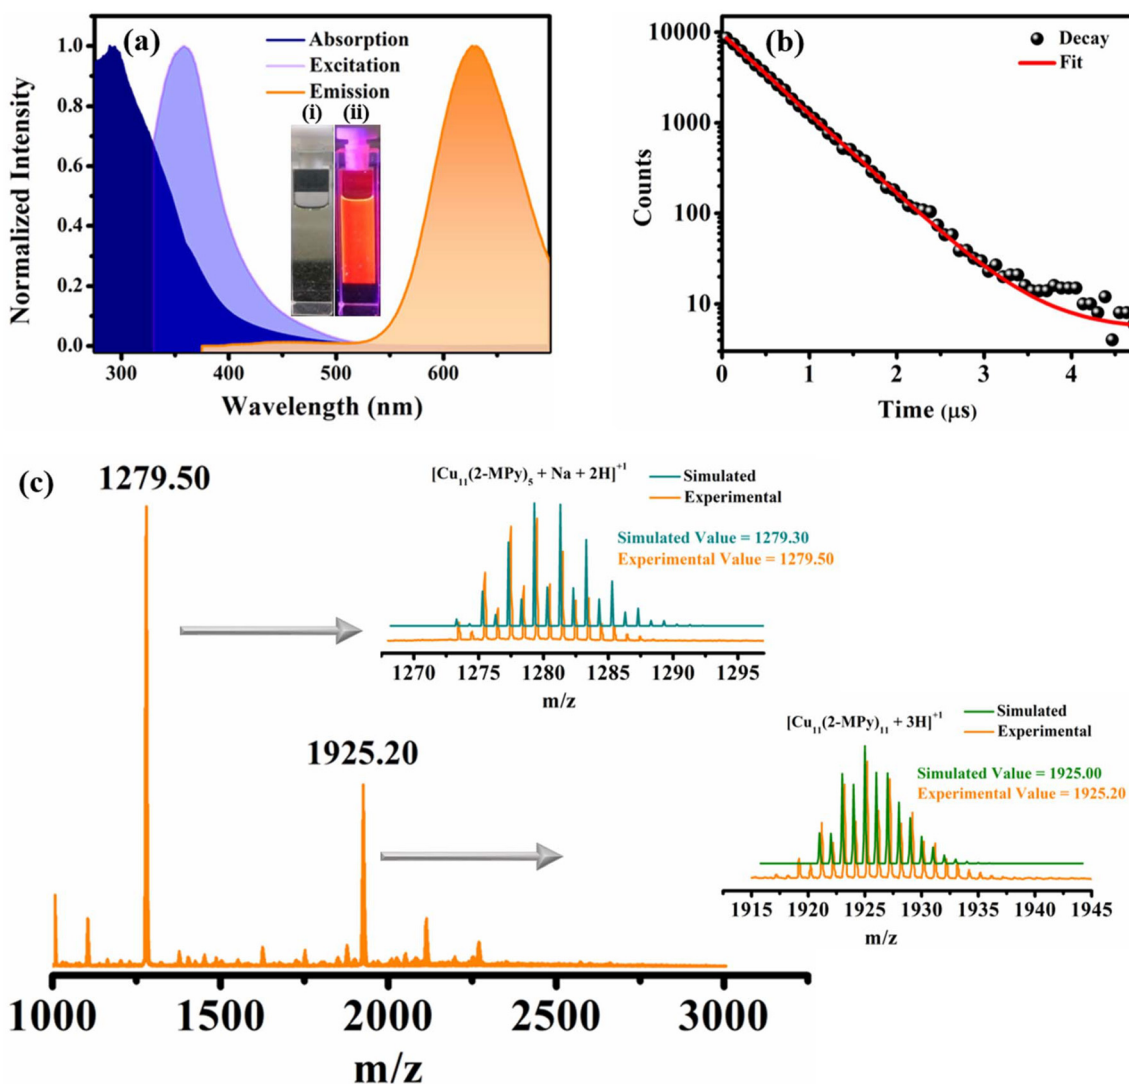 (a)
Absorption
Excitation
Emission
(i) (ii)
1.0
0.8
0.6
0.4
0.2
0.0
Normalized Intensity
300 400 500 600
Wavelength (nm)
(b)
Decay
Fit
10000
1000
100
10
Counts
0 1 2 3 4
Time (μs)
(c)
1279.50
1925.20
1000 1500 2000 2500 3000
m/z
[Cu₁₁(2-MPy)₅ + Na + 2H]⁺¹
Simulated
Experimental
Simulated Value = 1279.30
Experimental Value = 1279.50
1270 1275 1280 1285 1290 1295
m/z
[Cu₁₁(2-MPy)₁₁ + 3H]⁺¹
Simulated
Experimental
Simulated Value = 1925.00
Experimental Value = 1925.20
1915 1920 1925 1930 1935 1940 1945
m/z